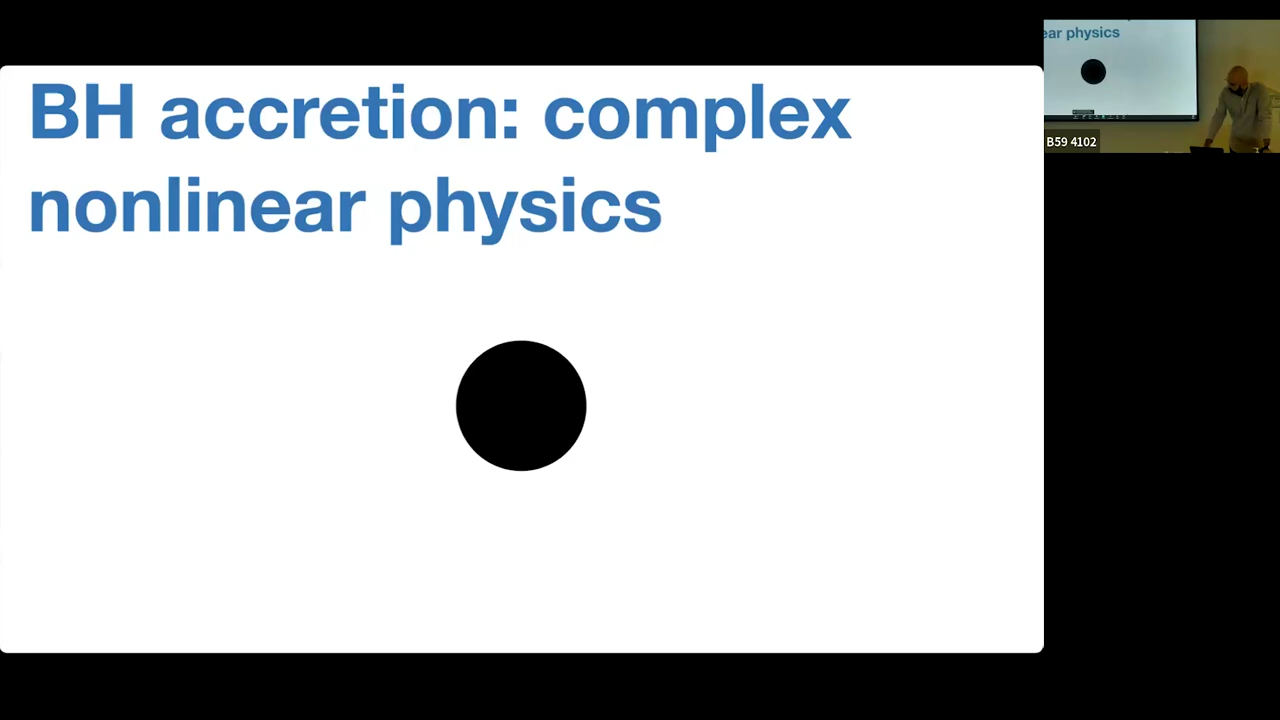 BH accretion: complex
nonlinear physics
ear physics
B59 4102